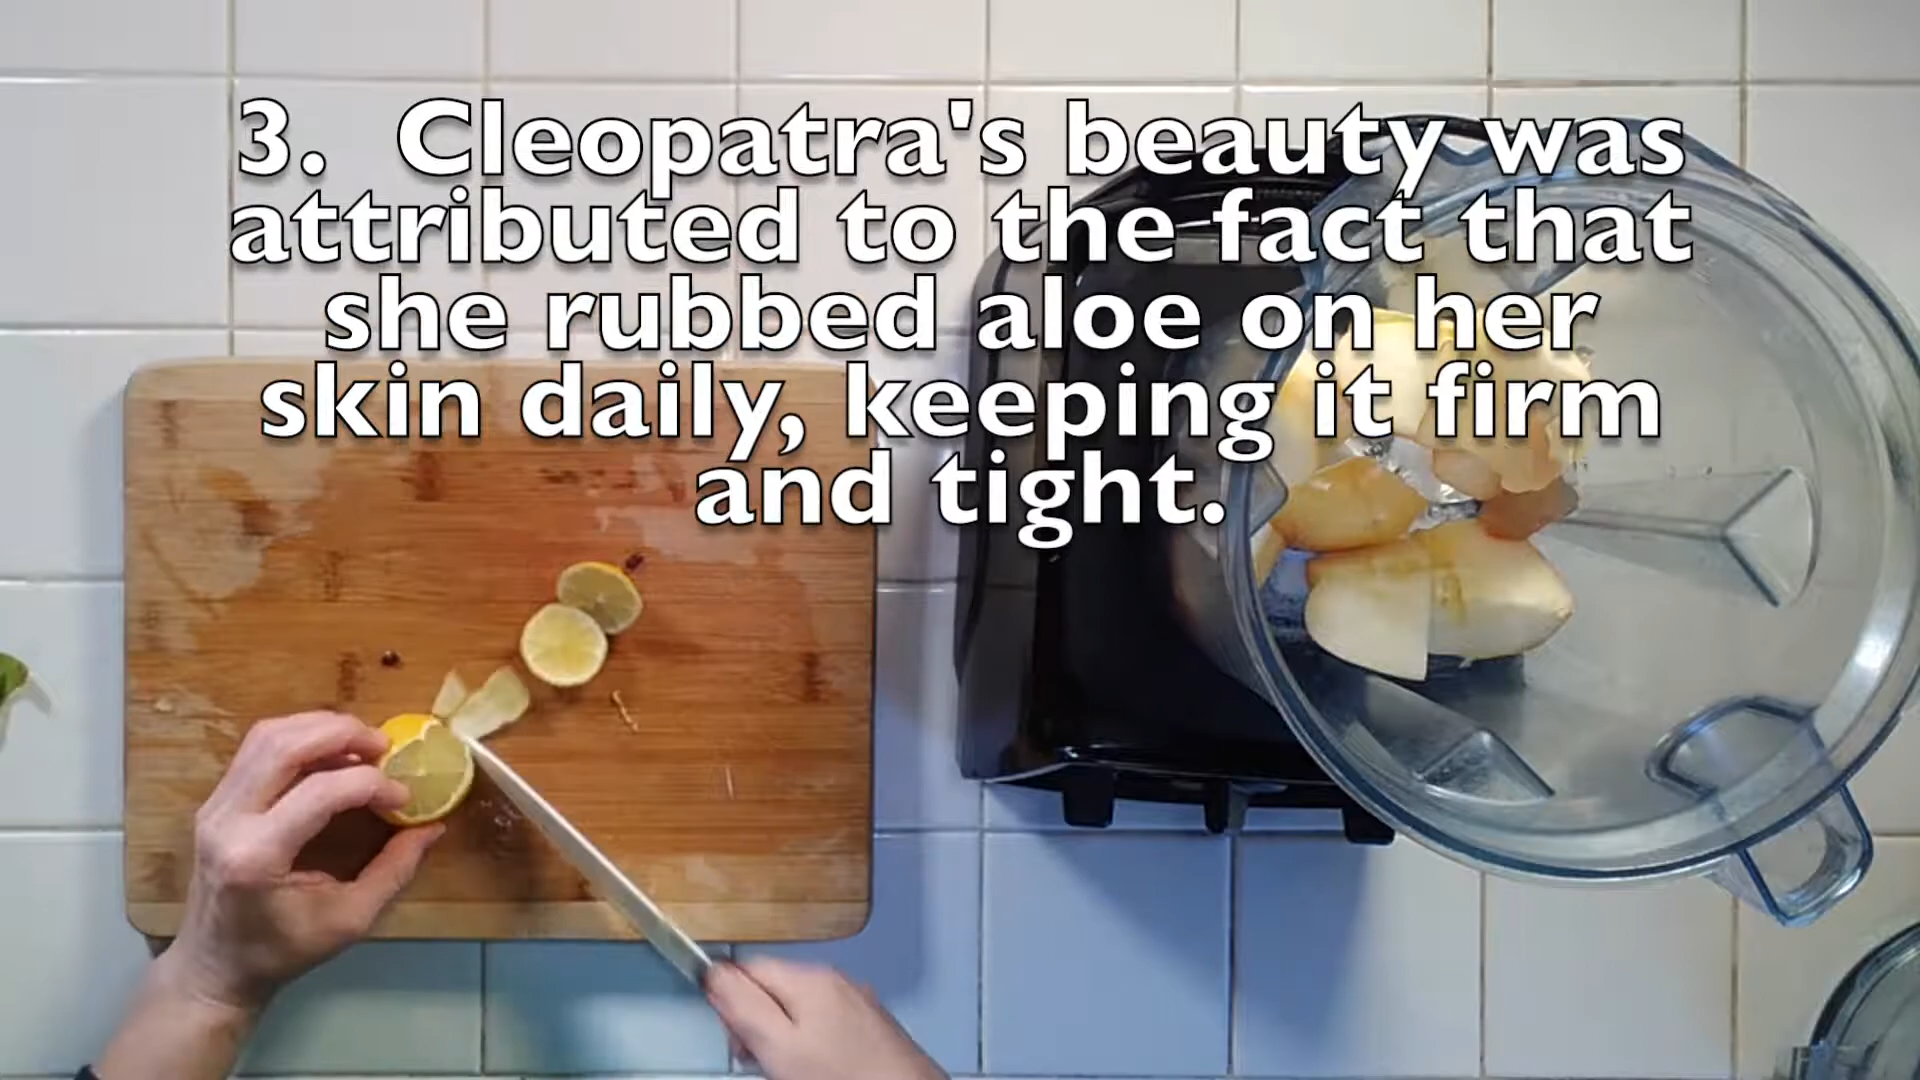 3.  Cleopatra's beauty was
attributed to the fact that
she rubbed aloe on her
skin daily, keeping it firm
and tight.